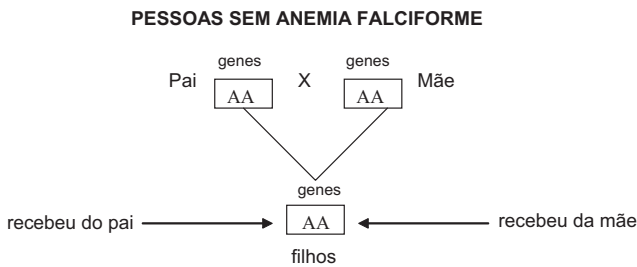 PESSOAS SEM ANEMIA FALCIFORME
genes genes
Pai AA X AA Mãe
genes
recebeu do pai AA recebeu da mãe
filhos